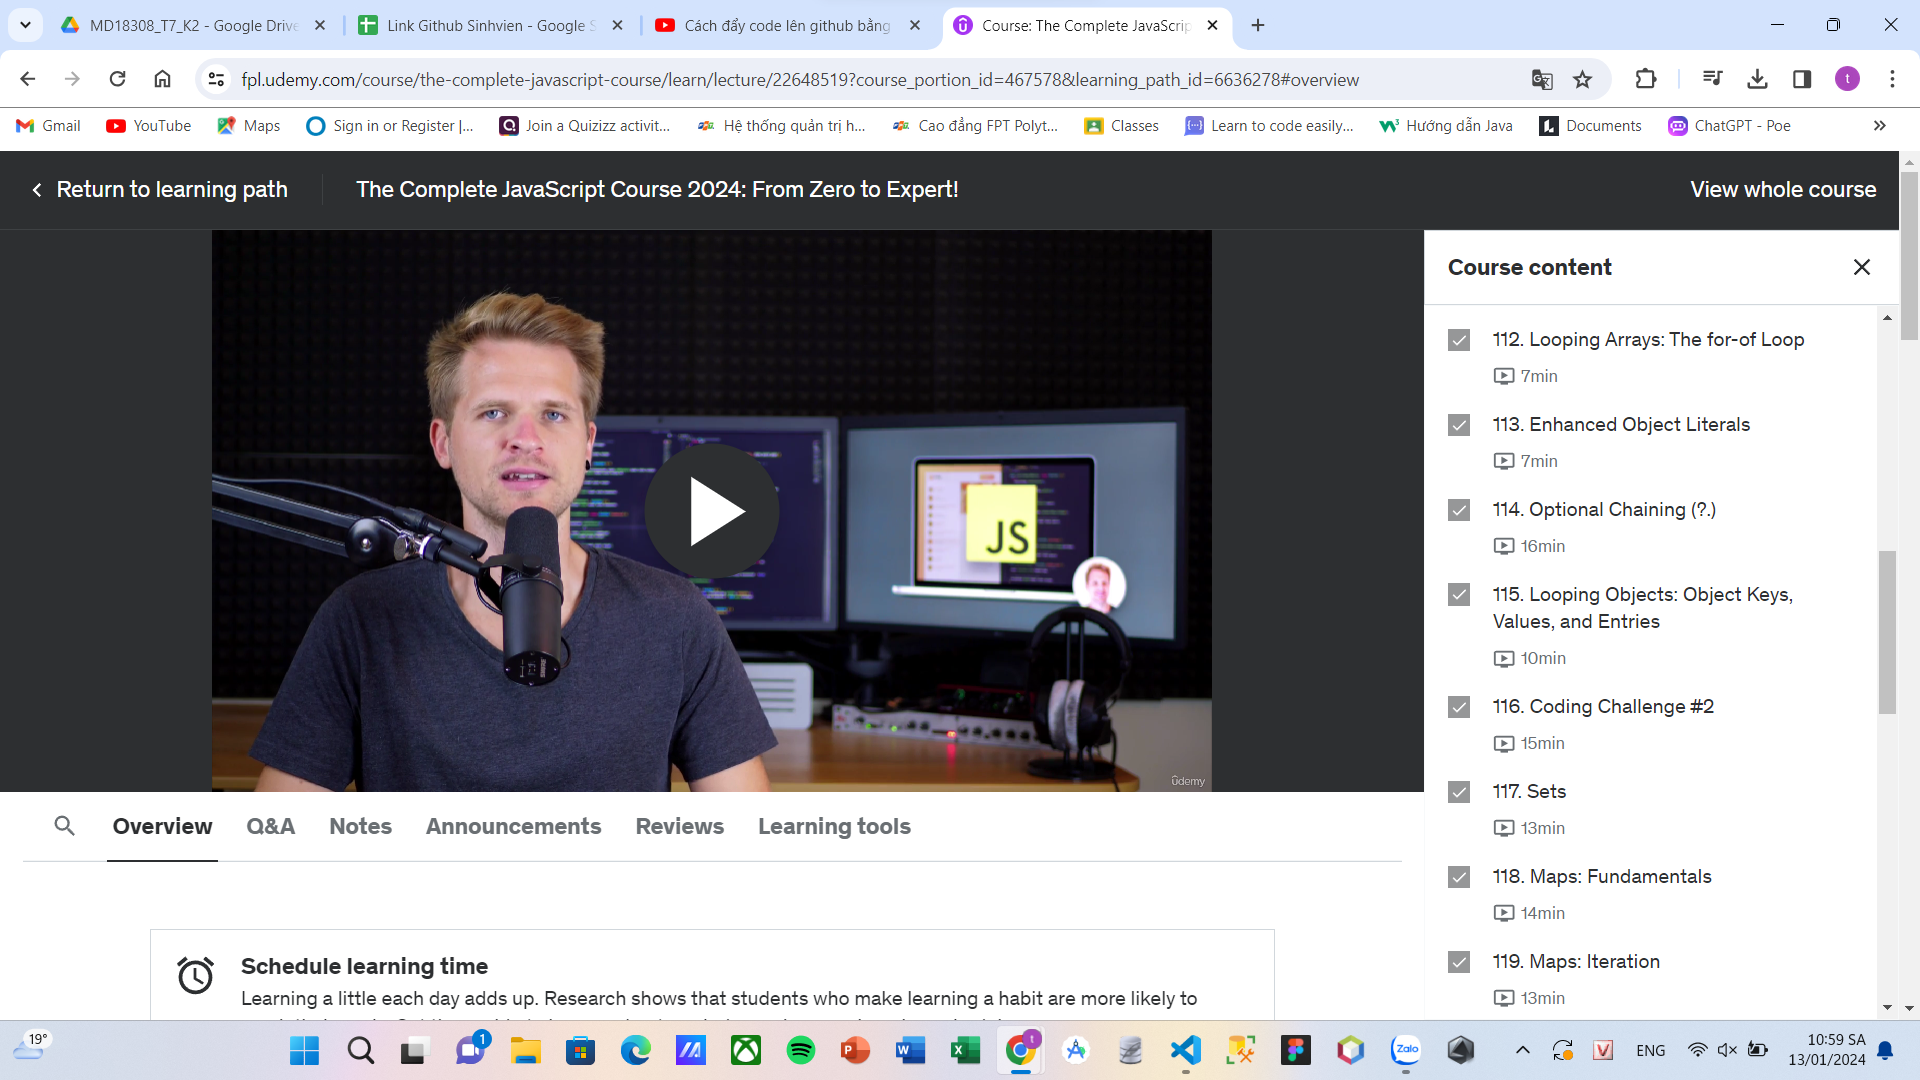 MD18308_T7_K2 - Google Drive
Link Github Sinhvien - Google S
Cách đẩy code lên github bằng
Course: The Complete JavaScrip
fpl.udemy.com/course/the-complete-javascript-course/learn/lecture/22648519?course_portion_id=467578&learning_path_id=6636278#overview
t
Gmail
YouTube
Maps
Sign in or Register |...
Join a Quizizz activit...
Hệ thống quản trị h...
Cao đẳng FPT Polyt...
Classes
Learn to code easily...
Hướng dẫn Java
Documents
ChatGPT - Poe
Return to learning path
The Complete JavaScript Course 2024: From Zero to Expert!
View whole course
JS
ûdemy
Course content
112. Looping Arrays: The for-of Loop
7min
113. Enhanced Object Literals
7min
114. Optional Chaining (?.)
16min
115. Looping Objects: Object Keys,
Values, and Entries
10min
116. Coding Challenge #2
15min
117. Sets
13min
118. Maps: Fundamentals
14min
119. Maps: Iteration
13min
Overview
Q&A
Notes
Announcements
Reviews
Learning tools
Schedule learning time
Learning a little each day adds up. Research shows that students who make learning a habit are more likely to
19°
1
t
Zalo
ENG
10:59 SA
13/01/2024